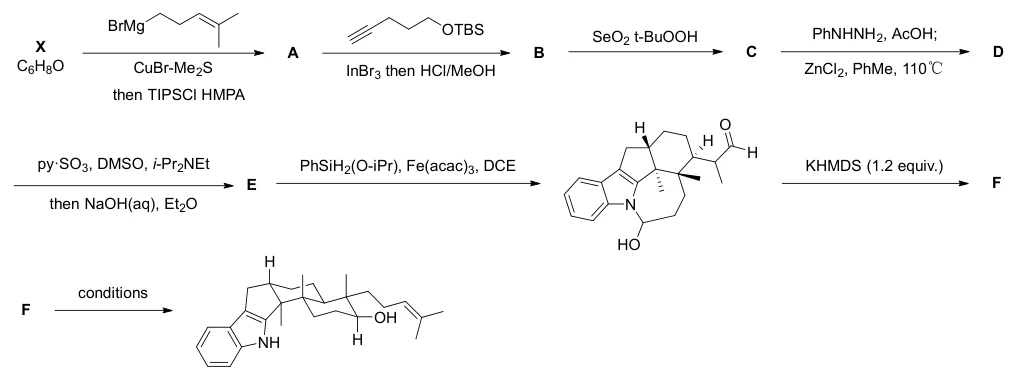 BrMg
X
C₆H₈O
CuBr-Me₂S
then TIPSCl HMPA
A
OTBS
InBr₃ then HCl/MeOH
B
SeO₂ t-BuOOH
C
PhNHNH₂, AcOH;
ZnCl₂, PhMe, 110℃
D
py·SO₃, DMSO, i-Pr₂NEt
then NaOH(aq), Et₂O
E
PhSiH₂(O-iPr), Fe(acac)₃, DCE
H
H
O
H
N
HO
KHMDS (1.2 equiv.)
F
F
conditions
H
OH
H
NH